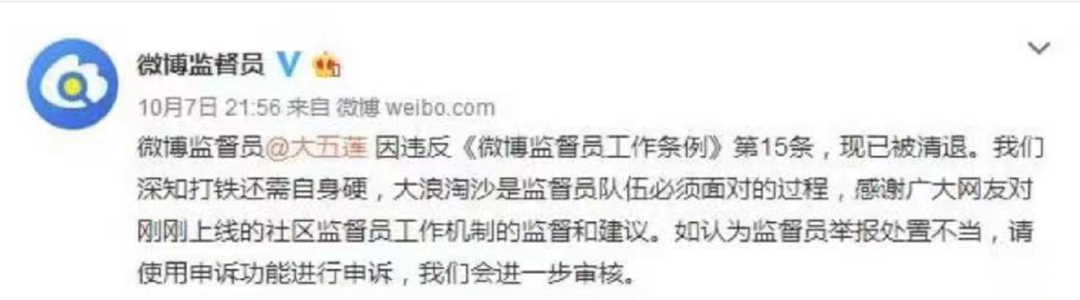 微博监督员
10月7日 21:56 来自 微博 weibo.com
微博监督员@大五莲 因违反《微博监督员工作条例》第15条，现已被清退。我们
深知打铁还需自身硬，大浪淘沙是监督员队伍必须面对的过程，感谢广大网友对
刚刚上线的社区监督员工作机制的监督和建议。如认为监督员举报处置不当，请
使用申诉功能进行申诉，我们会进一步审核。